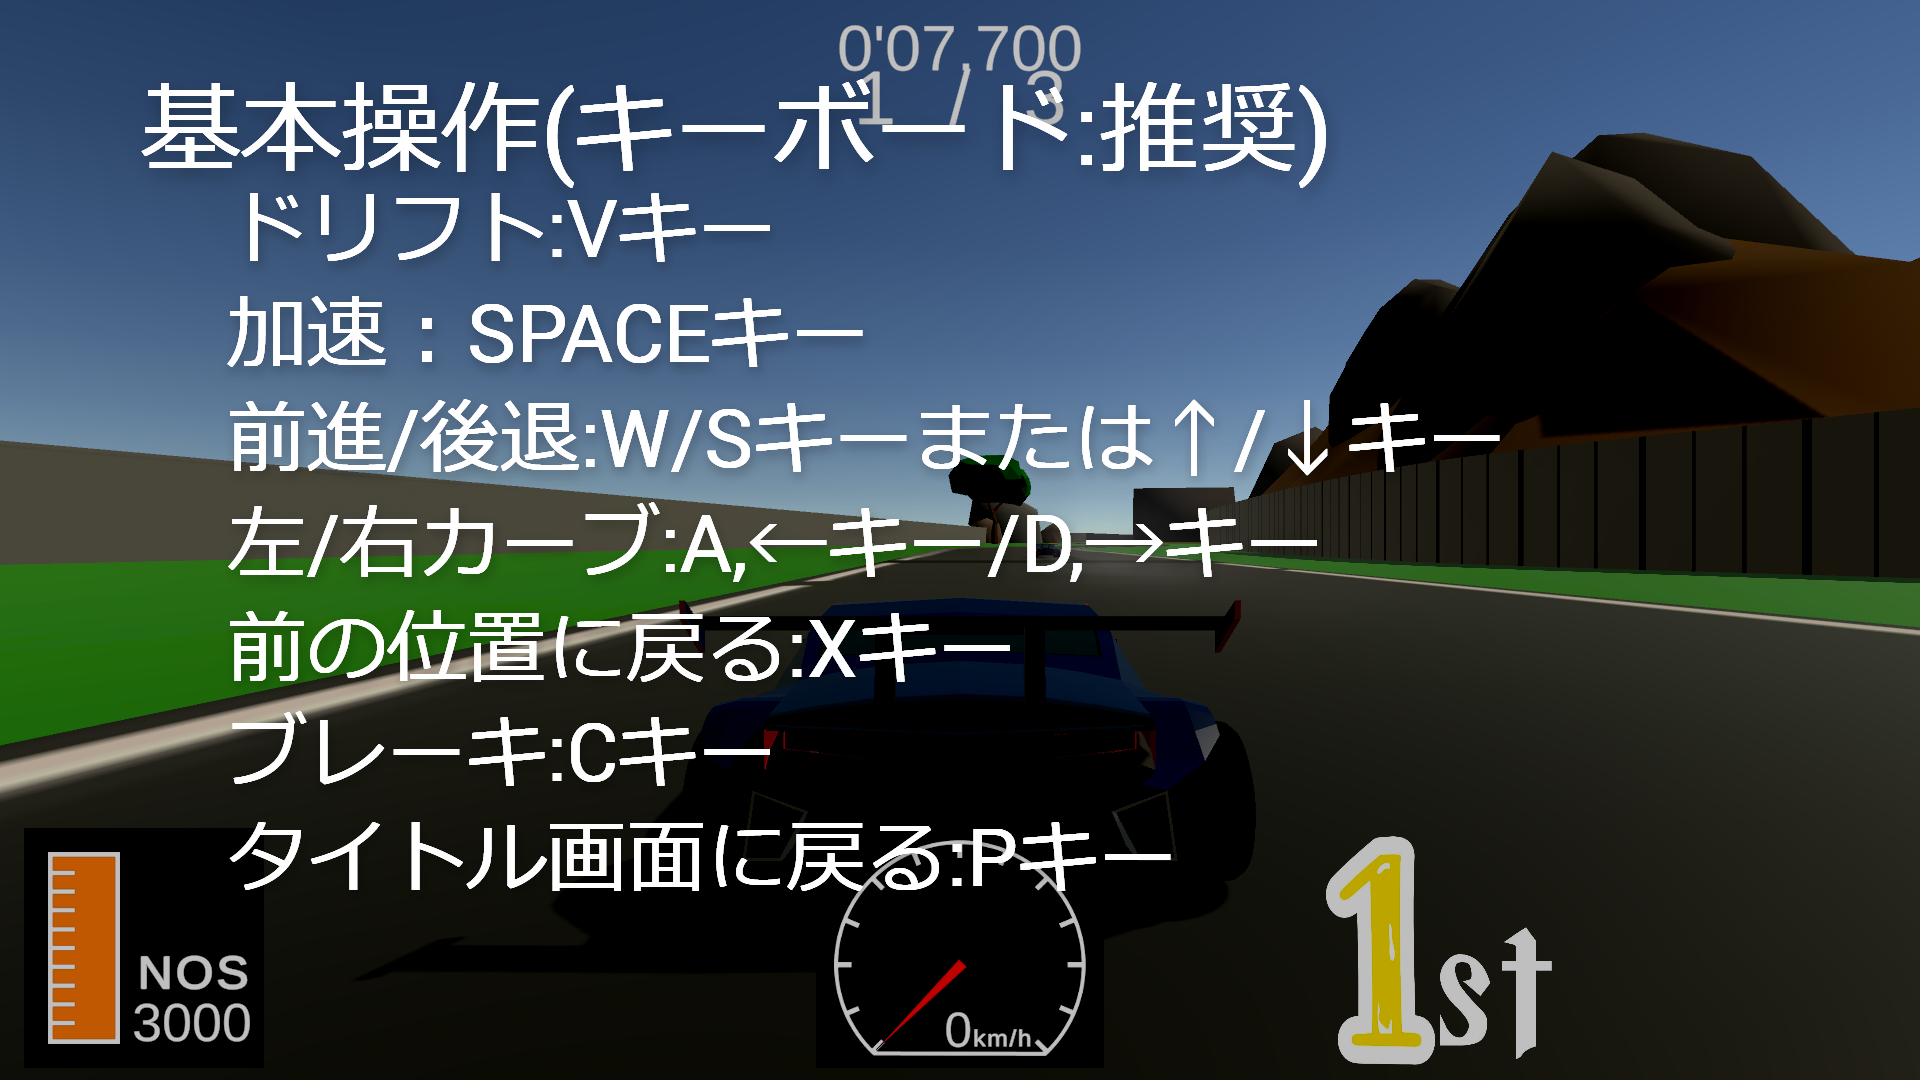 0'07.700
1 / 3
基本操作(キーボード:推奨)
ドリフト:Vキー
加速：SPACEキー
前進/後退:W/Sキーまたは↑/↓キー
左/右カーブ:A,←キー/D,→キー
前の位置に戻る:Xキー
ブレーキ:Cキー
タイトル画面に戻る:Pキー
NOS
3000
0km/h
1st